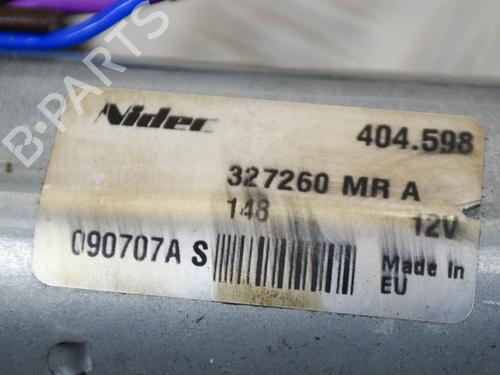 Nidec
404.598
327260 MR A
148 12V
090707A S
Made in
EU
B-PARTS